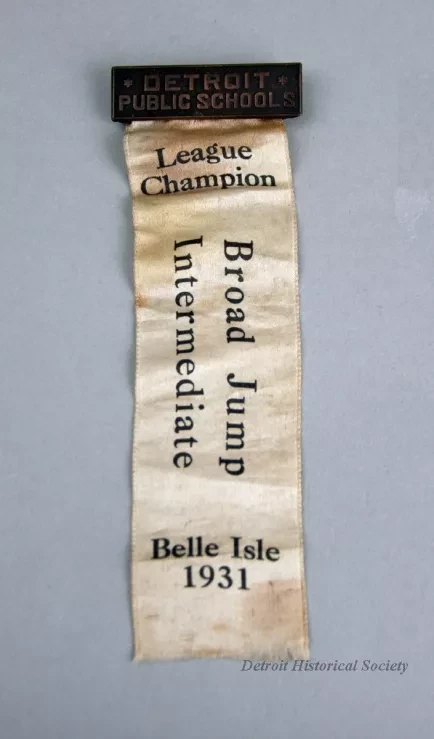 * DETROIT *
PUBLIC SCHOOLS
League
Champion
Broad Jump
Intermediate
Belle Isle
1931
Detroit Historical Society